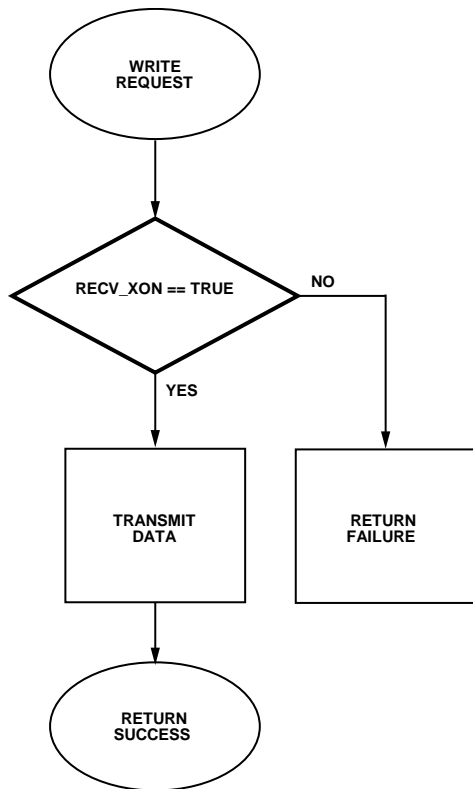 WRITE
REQUEST
RECV_XON == TRUE
NO
YES
TRANSMIT
DATA
RETURN
FAILURE
RETURN
SUCCESS